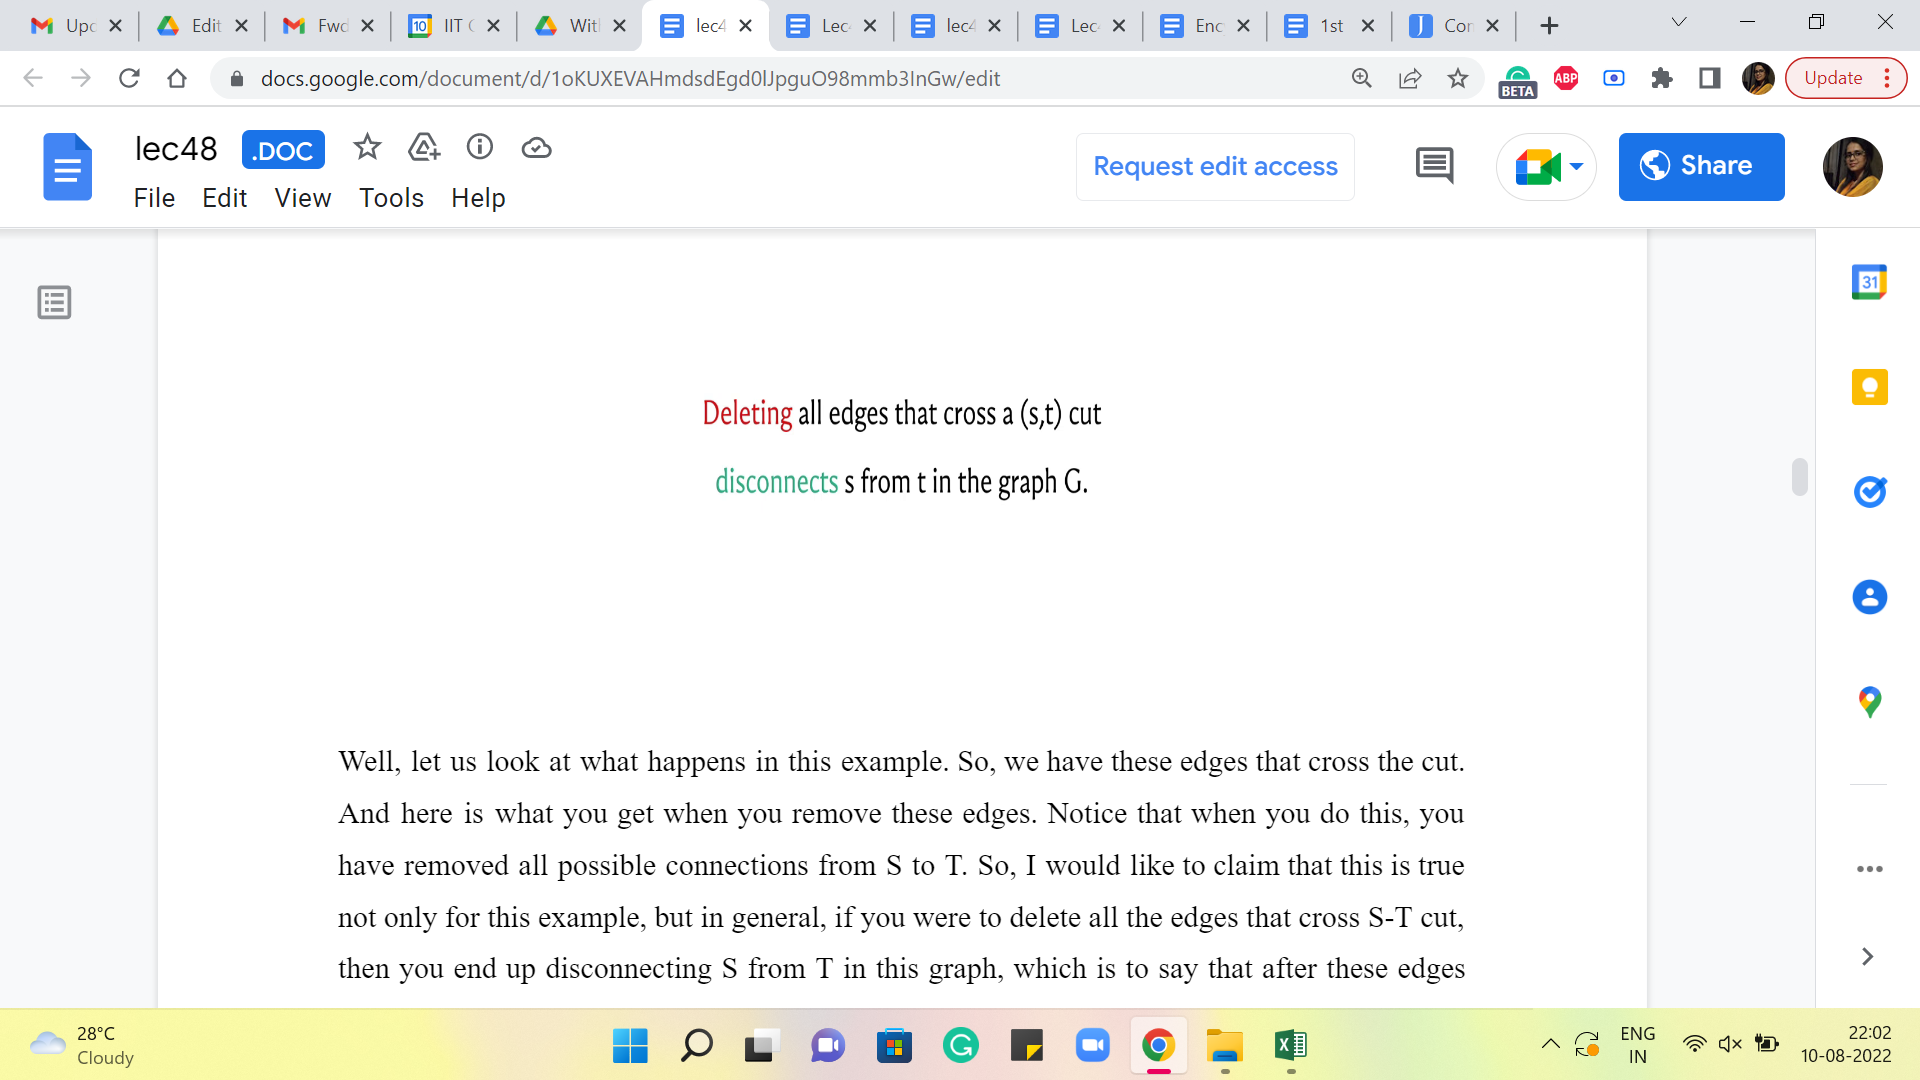 Upc Edit Fwd 10 IIT Wit lec4 Lec lec4 Lec Enc 1st J Con
docs.google.com/document/d/1oKUXEVAHmdsdEgd0lJpguO98mmb3InGw/edit BETA ABP Update
lec48 .DOC
File Edit View Tools Help
Request edit access
Share
31
Deleting all edges that cross a (s,t) cut
disconnects s from t in the graph G.
Well, let us look at what happens in this example. So, we have these edges that cross the cut.
And here is what you get when you remove these edges. Notice that when you do this, you
have removed all possible connections from S to T. So, I would like to claim that this is true
not only for this example, but in general, if you were to delete all the edges that cross S-T cut,
then you end up disconnecting S from T in this graph, which is to say that after these edges
28°C
Cloudy
ENG
IN
22:02
10-08-2022